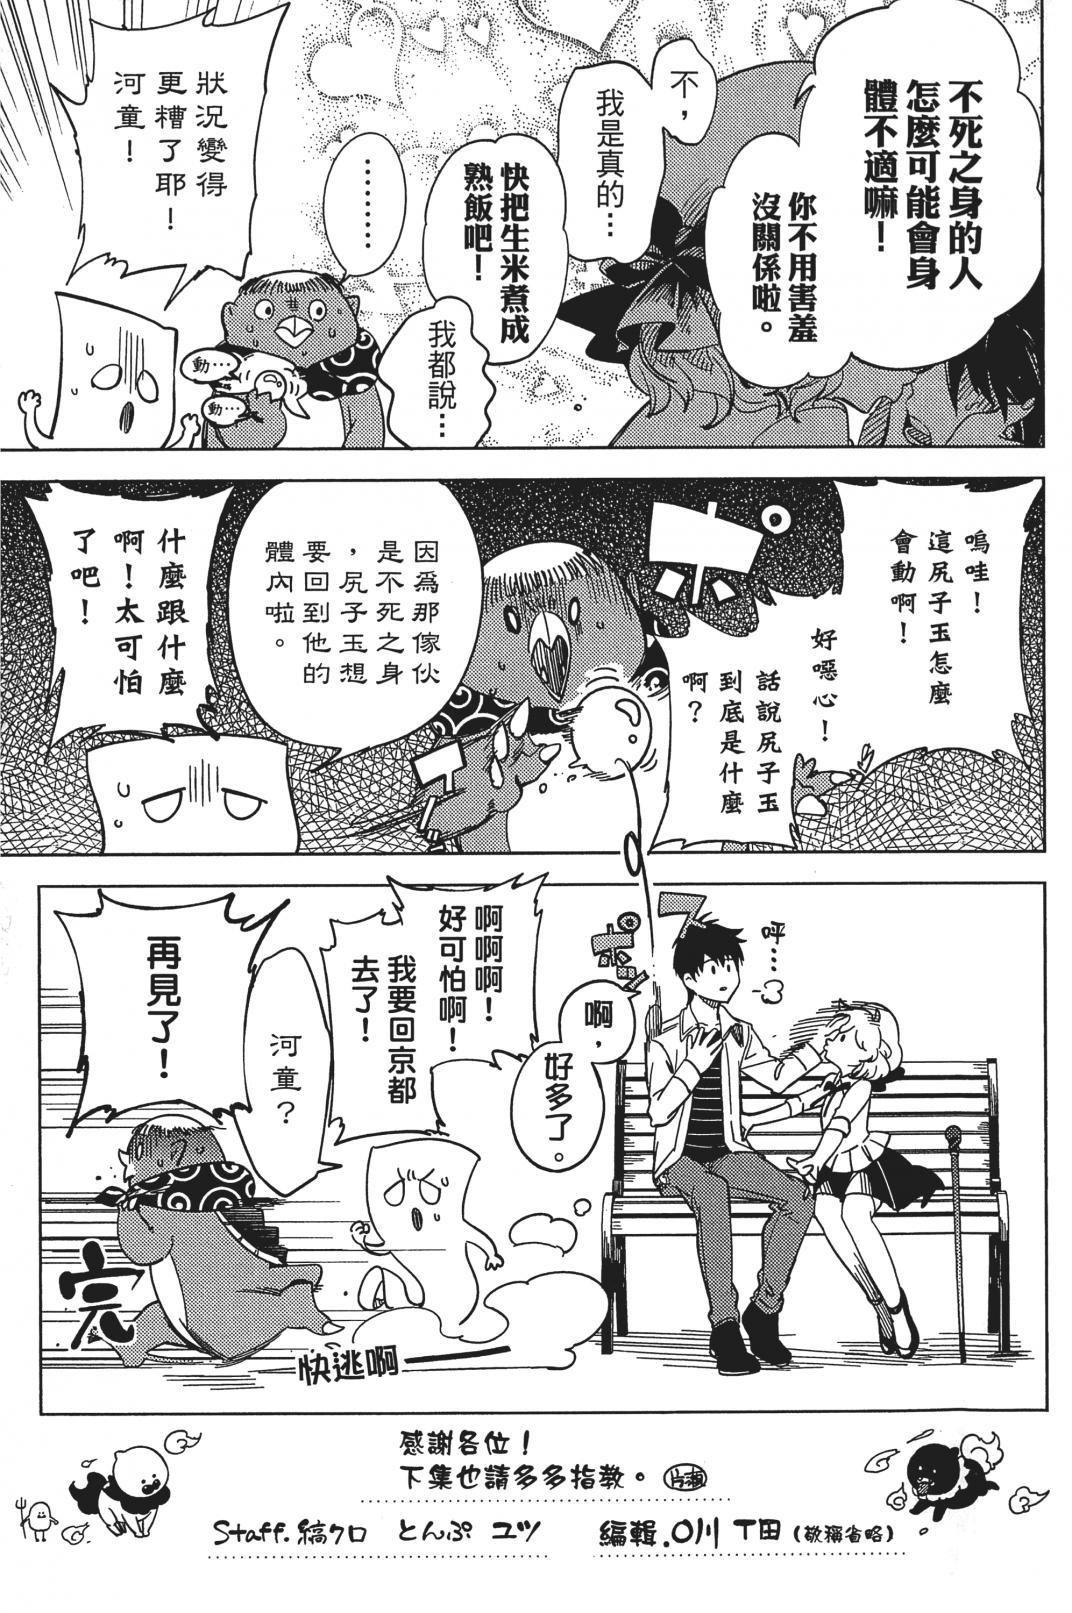 不死之身的人
怎麼可能會身
體不適嘛！
你不用害羞
沒關係啦。
不，
我是真的…
快把生米煮成
熟飯吧！
我都說…
………
狀況變得
更糟了耶！
河童！
動…
動…
嗚哇！
這尻子玉怎麼
會動啊！
好噁心！
話說尻子玉
到底是什麼
啊？
因為那傢伙
是不死之身
，尻子玉想
要回到他的
體內啦。
什麼跟什麼
啊！太可怕
了吧！
呼…
啊，
好多了。
啊啊啊！
好可怕啊！
我要回京都
去了！
河童？
再見了！
快逃啊——
完
感謝各位！
下集也請多多指教。 片瀬
Staff.縞クロ とんぷ ユツ
編輯.O川 T田（敬稱省略）